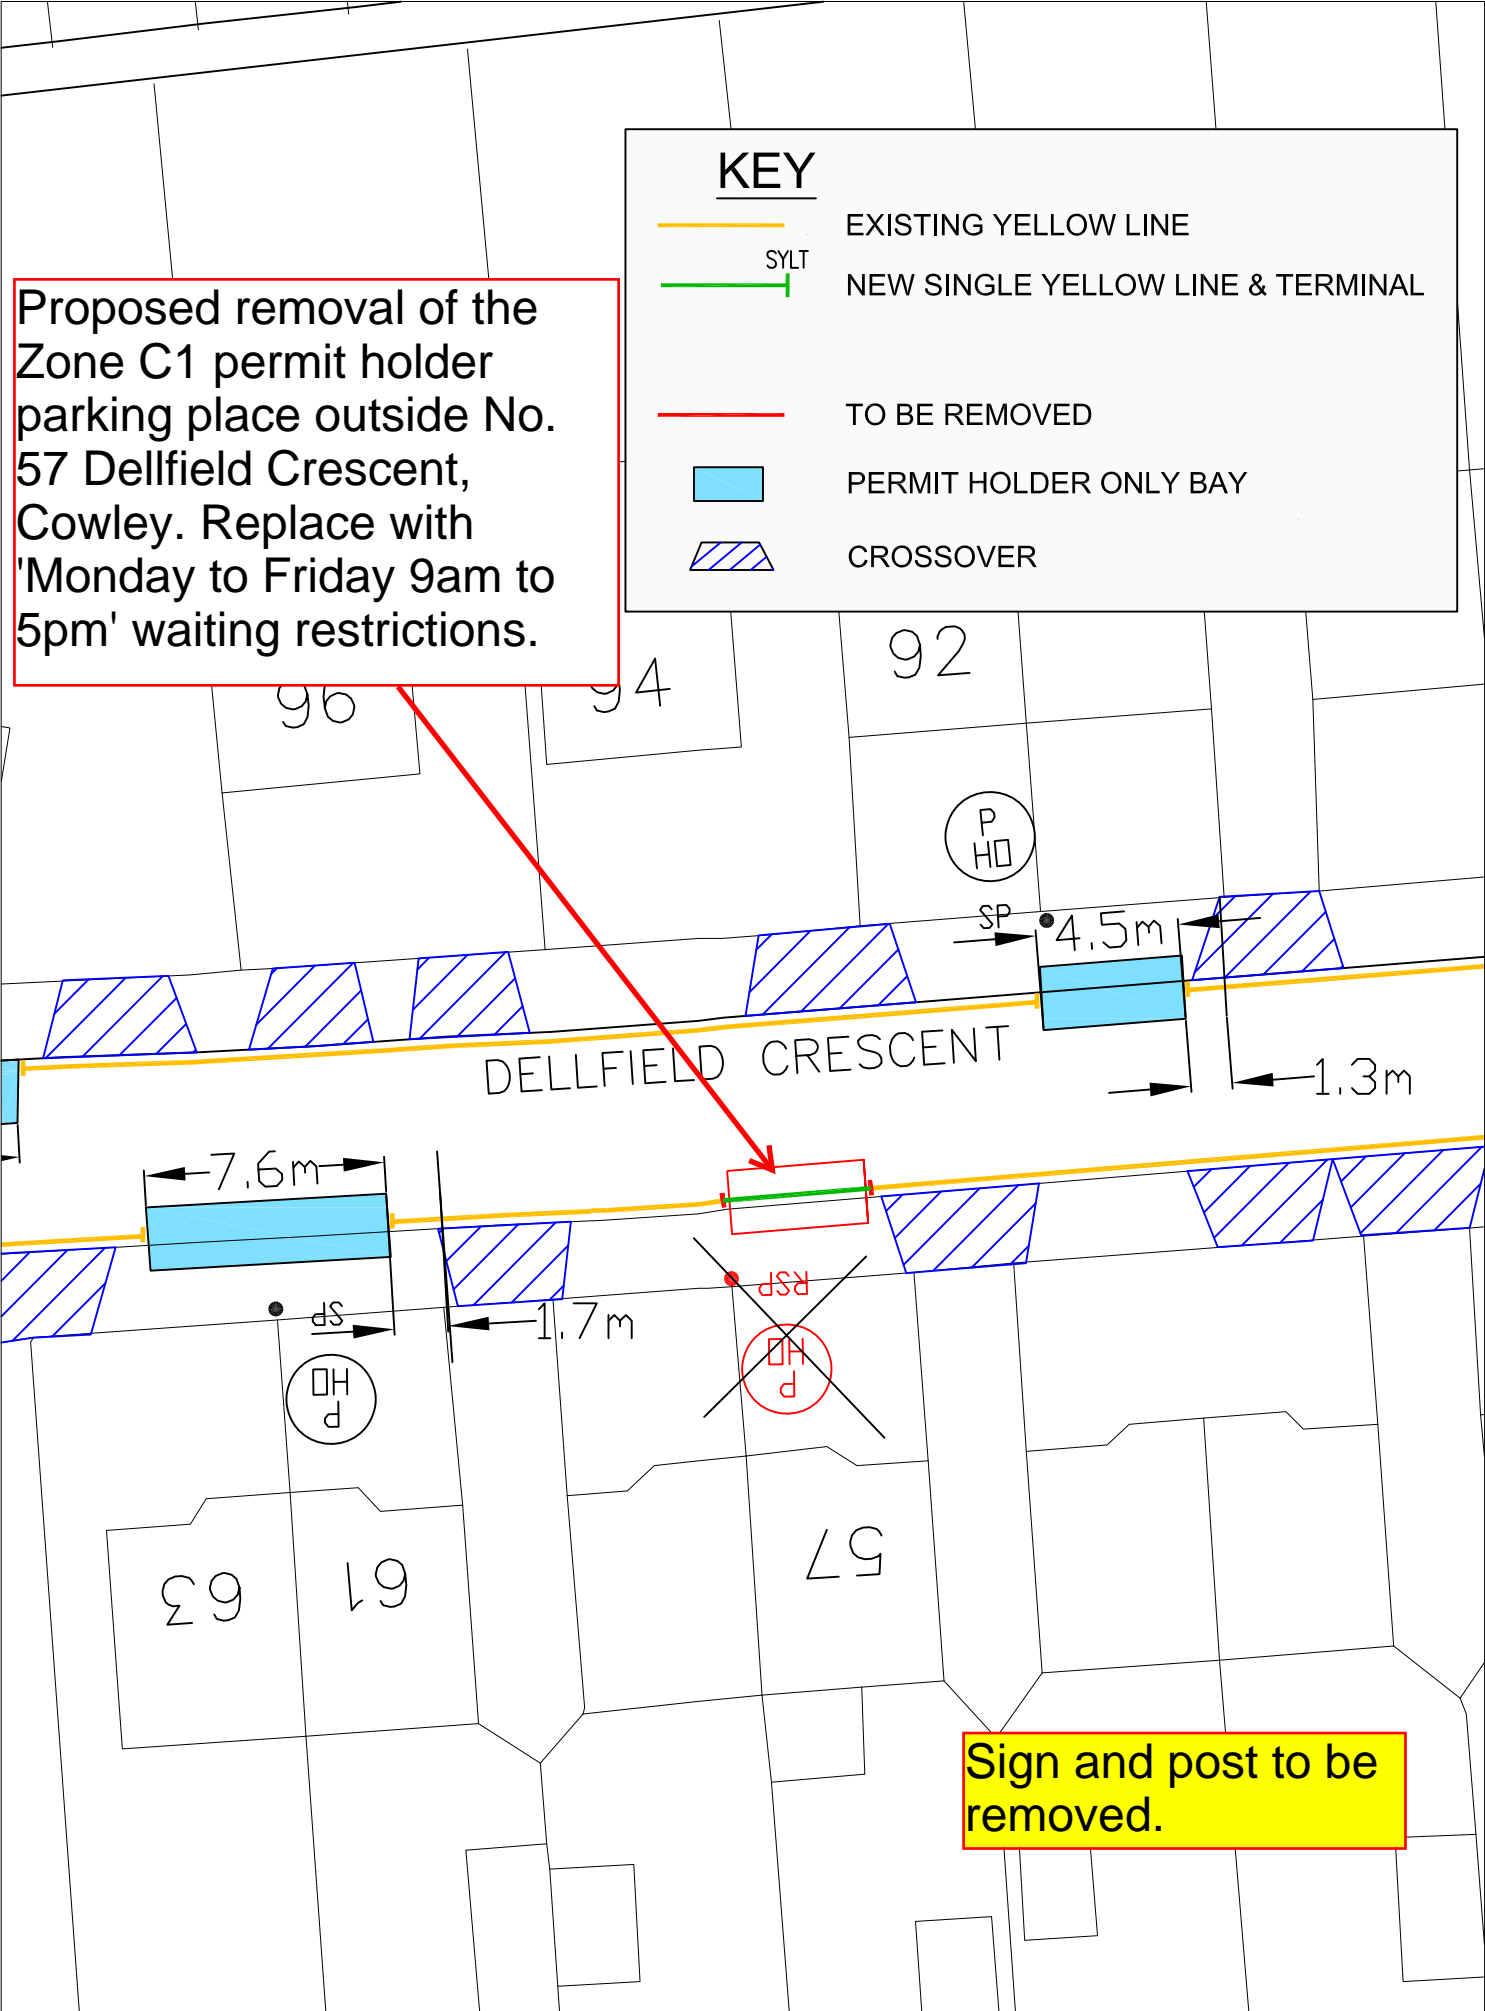 KEY
EXISTING YELLOW LINE
SYLT
NEW SINGLE YELLOW LINE & TERMINAL
TO BE REMOVED
PERMIT HOLDER ONLY BAY
CROSSOVER
Proposed removal of the
Zone C1 permit holder
parking place outside No.
57 Dellfield Crescent,
Cowley. Replace with
'Monday to Friday 9am to
5pm' waiting restrictions.
96
94
92
P
HO
SP
4.5m
DELLFIELD CRESCENT
1.3m
7.6m
SP
1.7m
RSP
P
HO
P
HO
63
61
57
Sign and post to be
removed.